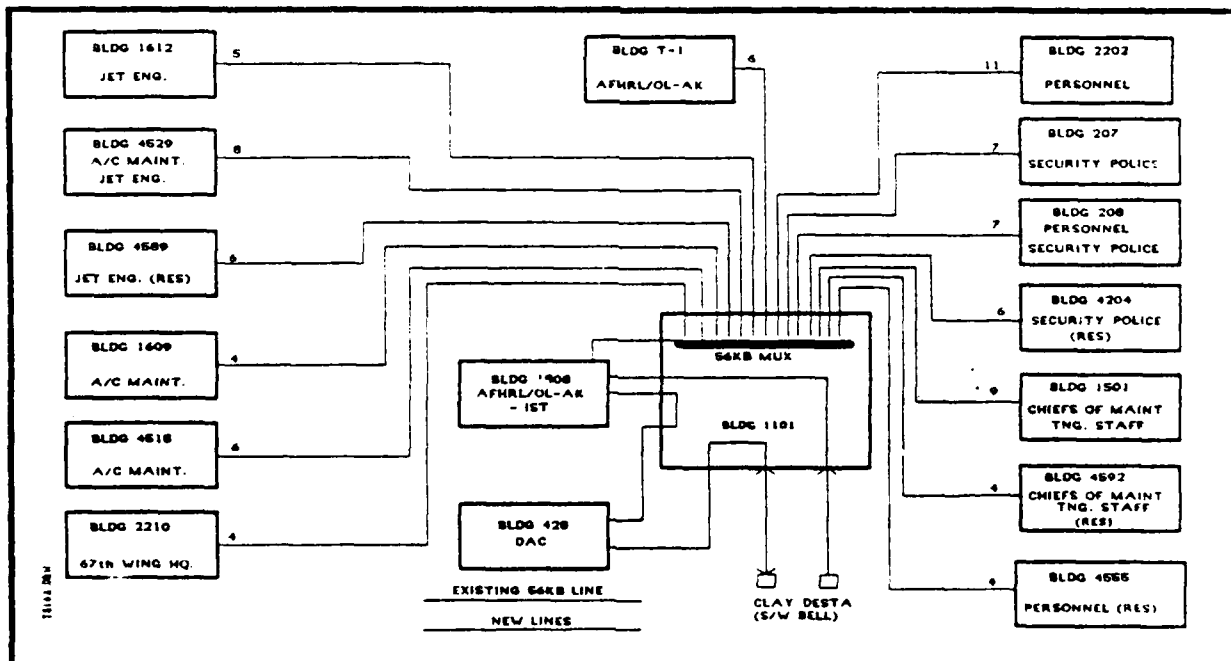 BLDG 1612
JET ENG.
5
BLDG T-1
AFHRL/OL-AK
6
BLDG 2202
PERSONNEL
11
BLDG 4529
A/C MAINT.
JET ENG.
8
BLDG 207
SECURITY POLICE
7
BLDG 4589
JET ENG. (RES)
6
BLDG 208
PERSONNEL
SECURITY POLICE
7
BLDG 1609
A/C MAINT.
4
BLDG 4204
SECURITY POLICE
(RES)
6
56KB MUX
BLDG 1101
BLDG 1908
AFHRL/OL-AK
- IST
BLDG 1501
CHIEFS OF MAINT
TNG. STAFF
BLDG 4518
A/C MAINT.
6
BLDG 4592
CHIEFS OF MAINT
TNG. STAFF
(RES)
4
BLDG 2210
67th WING HQ.
4
BLDG 428
DAC
BLDG 4555
PERSONNEL (RES)
EXISTING 56KB LINE
NEW LINES
CLAY DESTA
(S/W BELL)